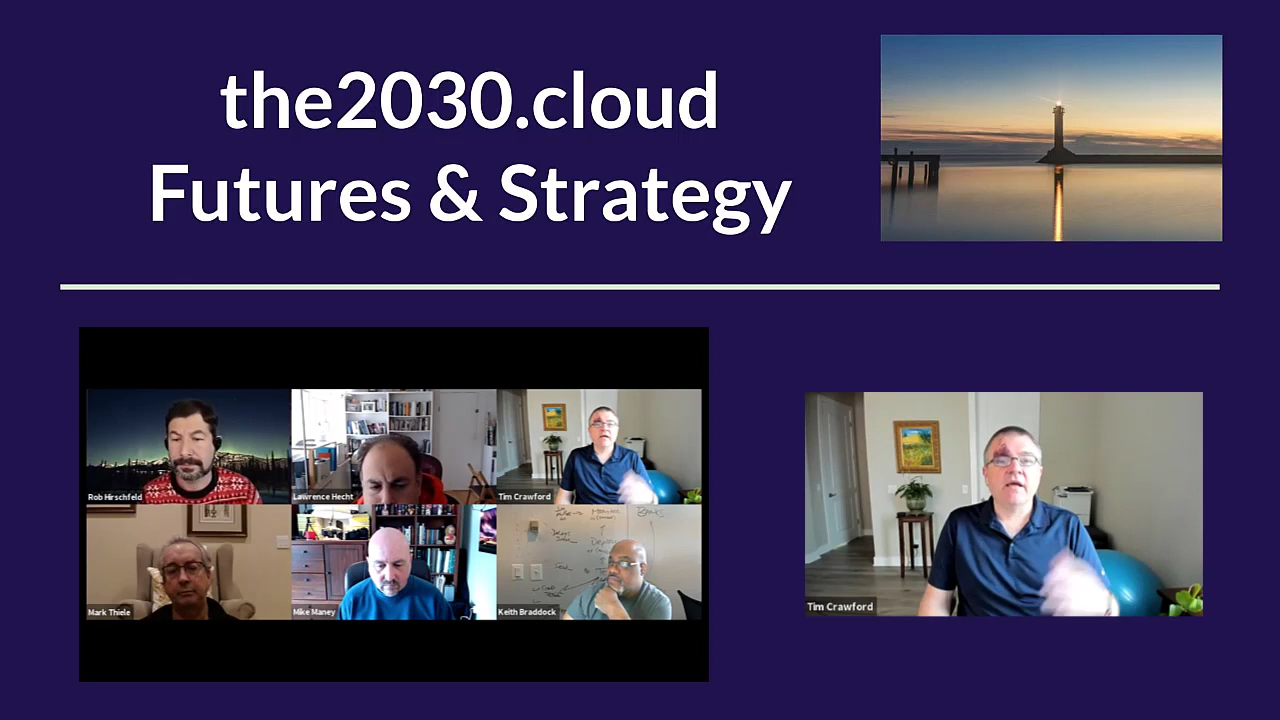 the2030.cloud
Futures & Strategy
Rob Hirschfeld
Lawrence Hecht
Tim Crawford
Mark Thiele
Mike Maney
Keith Braddock
Tim Crawford